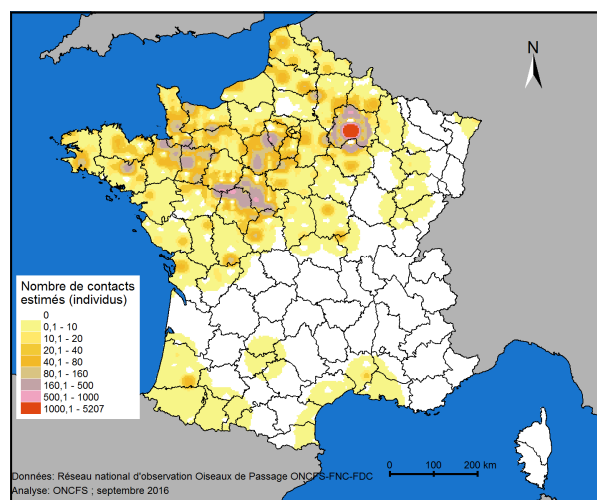 N
Nombre de contacts
estimés (individus)
0
0,1 - 10
10,1 - 20
20,1 - 40
40,1 - 80
80,1 - 160
160,1 - 500
500,1 - 1000
1000,1 - 5207
0 100 200 km
Données: Réseau national d'observation Oiseaux de Passage ONCFS-FNC-FDC
Analyse: ONCFS ; septembre 2016